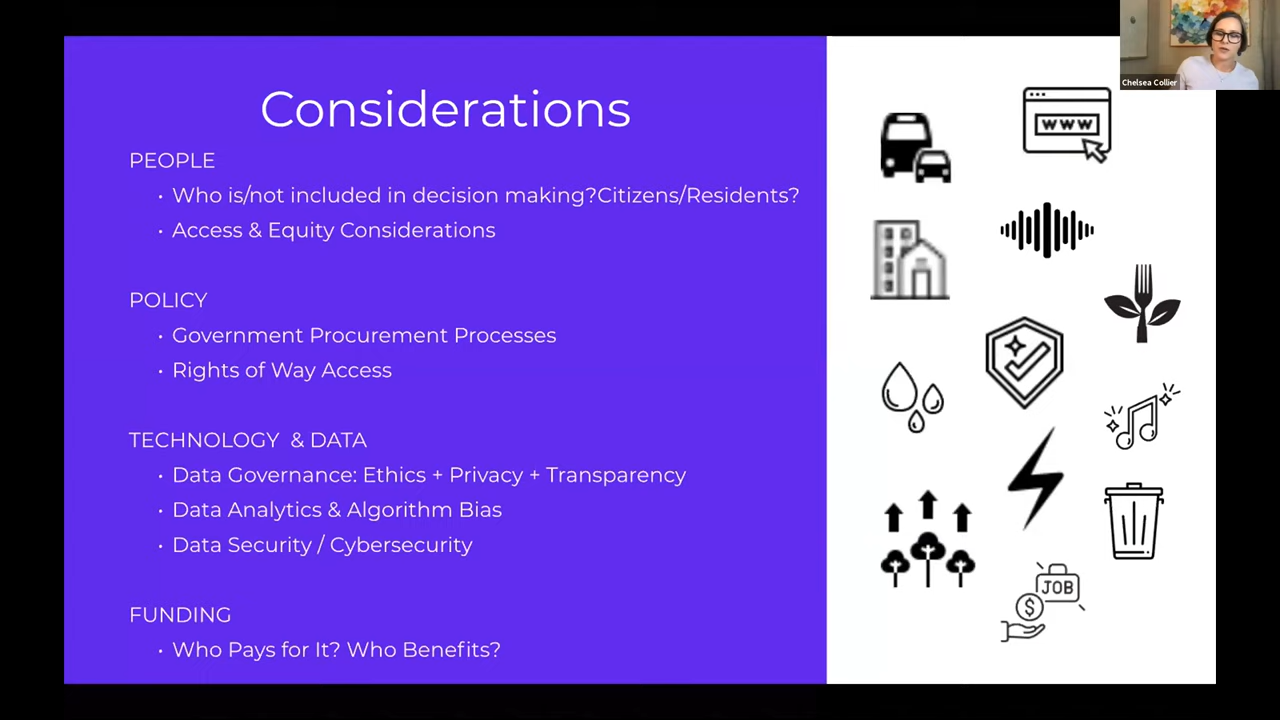 Considerations
PEOPLE
• Who is/not included in decision making?Citizens/Residents?
• Access & Equity Considerations
POLICY
• Government Procurement Processes
• Rights of Way Access
TECHNOLOGY & DATA
• Data Governance: Ethics + Privacy + Transparency
• Data Analytics & Algorithm Bias
• Data Security / Cybersecurity
FUNDING
• Who Pays for It? Who Benefits?
WWW
JOB
$
Chelsea Collier